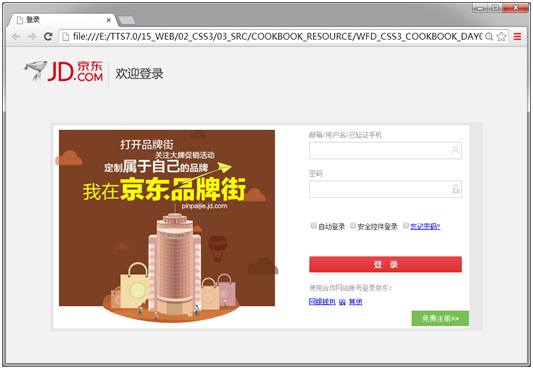 登录
file:///E:/TTS7.0/15_WEB/02_CSS3/03_SRC/COOKBOOK_RESOURCE/WFD_CSS3_COOKBOOK_DAY0
JD 京东
.COM
欢迎登录
打开品牌街
关注大牌促销活动
定制属于自己的品牌
我在京东品牌街
pinpaijie.jd.com
邮箱/用户名/已验证手机
密码
自动登录 安全控件登录 忘记密码?
登 录
使用合作网站账号登录京东:
网银钱包 QQ 其他
免费注册>>